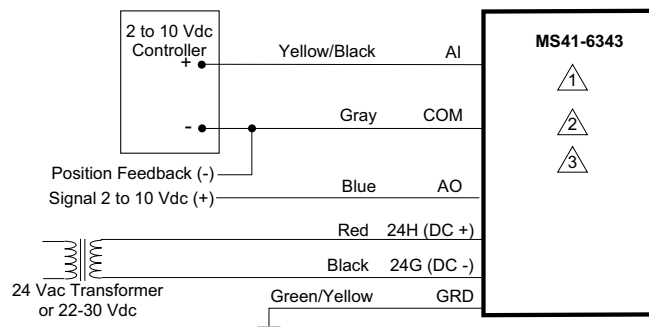 2 to 10 Vdc
Controller
+
-
Yellow/Black AI
Gray COM
Position Feedback (-)
Signal 2 to 10 Vdc (+)
Blue AO
Red 24H (DC +)
Black 24G (DC -)
24 Vac Transformer
or 22-30 Vdc
Green/Yellow GRD
MS41-6343
1
2
3